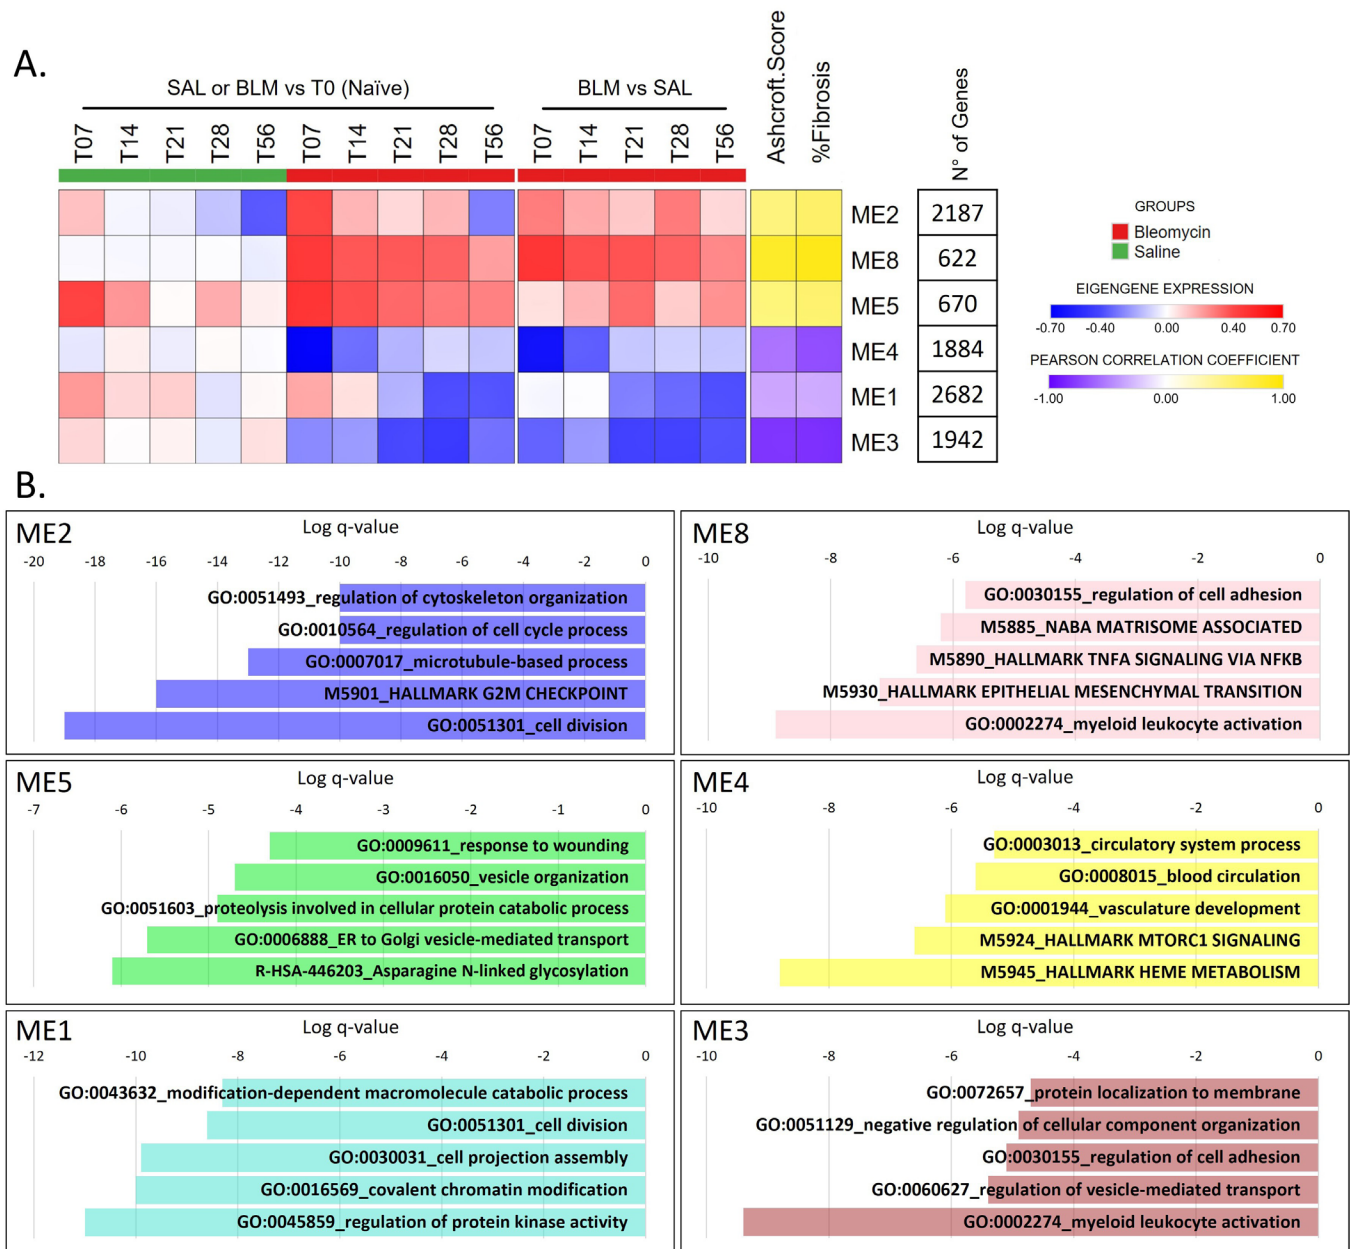 A.
SAL or BLM vs T0 (Naïve)
BLM vs SAL
T07 T14 T21 T28 T56 T07 T14 T21 T28 T56 T07 T14 T21 T28 T56 Ashcroft.Score %Fibrosis N° of Genes
ME2 2187
ME8 622
ME5 670
ME4 1884
ME1 2682
ME3 1942
GROUPS
Bleomycin
Saline
EIGENGENE EXPRESSION
-0.70 -0.40 0.00 0.40 0.70
PEARSON CORRELATION COEFFICIENT
-1.00 0.00 1.00
B.
ME2
Log q-value
-20 -18 -16 -14 -12 -10 -8 -6 -4 -2 0
GO:0051493_regulation of cytoskeleton organization
GO:0010564_regulation of cell cycle process
GO:0007017_microtubule-based process
M5901_HALLMARK G2M CHECKPOINT
GO:0051301_cell division
ME8
Log q-value
-10 -8 -6 -4 -2 0
GO:0030155_regulation of cell adhesion
M5885_NABA MATRISOME ASSOCIATED
M5890_HALLMARK TNFA SIGNALING VIA NFKB
M5930_HALLMARK EPITHELIAL MESENCHYMAL TRANSITION
GO:0002274_myeloid leukocyte activation
ME5
Log q-value
-7 -6 -5 -4 -3 -2 -1 0
GO:0009611_response to wounding
GO:0016050_vesicle organization
GO:0051603_proteolysis involved in cellular protein catabolic process
GO:0006888_ER to Golgi vesicle-mediated transport
R-HSA-446203_Asparagine N-linked glycosylation
ME4
Log q-value
-10 -8 -6 -4 -2 0
GO:0003013_circulatory system process
GO:0008015_blood circulation
GO:0001944_vasculature development
M5924_HALLMARK MTORC1 SIGNALING
M5945_HALLMARK HEME METABOLISM
ME1
Log q-value
-12 -10 -8 -6 -4 -2 0
GO:0043632_modification-dependent macromolecule catabolic process
GO:0051301_cell division
GO:0030031_cell projection assembly
GO:0016569_covalent chromatin modification
GO:0045859_regulation of protein kinase activity
ME3
Log q-value
-10 -8 -6 -4 -2 0
GO:0072657_protein localization to membrane
GO:0051129_negative regulation of cellular component organization
GO:0030155_regulation of cell adhesion
GO:0060627_regulation of vesicle-mediated transport
GO:0002274_myeloid leukocyte activation